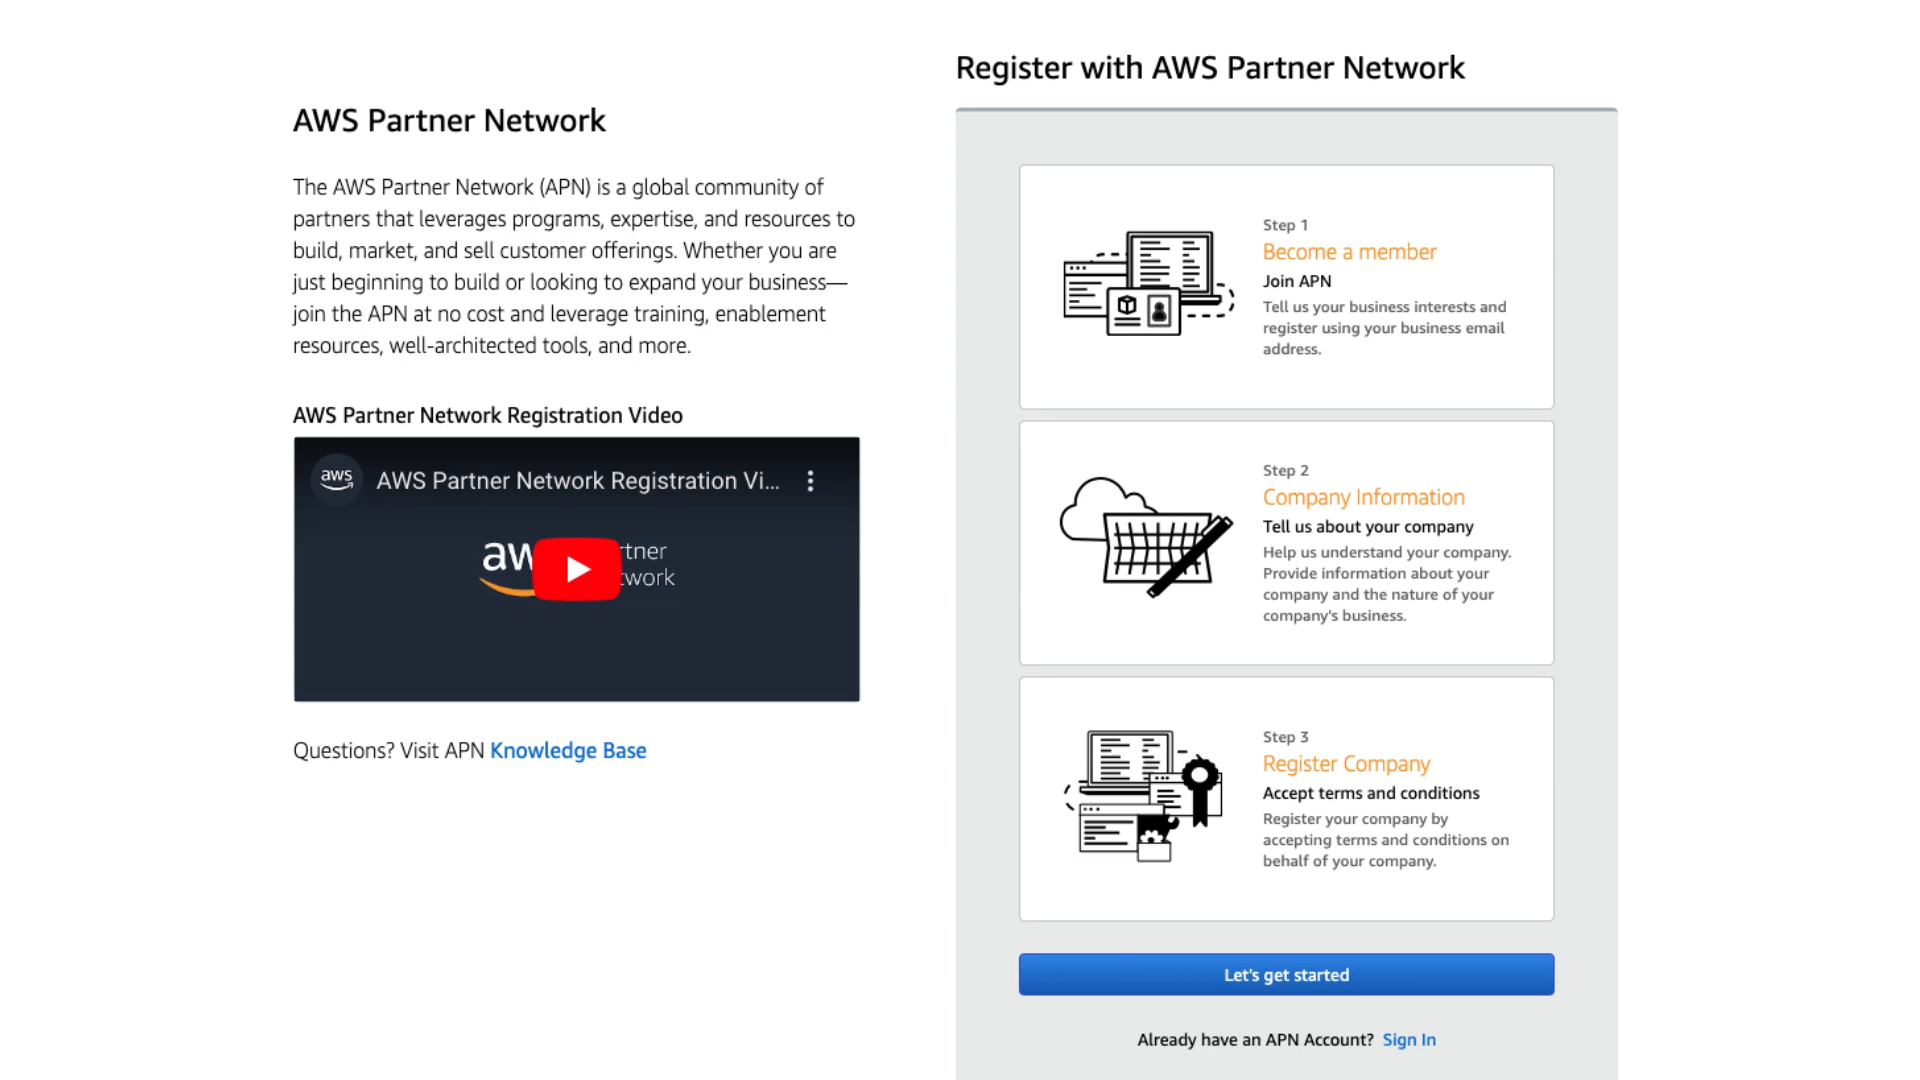 AWS Partner Network
The AWS Partner Network (APN) is a global community of
partners that leverages programs, expertise, and resources to
build, market, and sell customer offerings. Whether you are
just beginning to build or looking to expand your business—
join the APN at no cost and leverage training, enablement
resources, well-architected tools, and more.
AWS Partner Network Registration Video
aws
AWS Partner Network Registration Vi...
Questions? Visit APN Knowledge Base
Register with AWS Partner Network
Step 1
Become a member
Join APN
Tell us your business interests and
register using your business email
address.
Step 2
Company Information
Tell us about your company
Help us understand your company.
Provide information about your
company and the nature of your
company's business.
Step 3
Register Company
Accept terms and conditions
Register your company by
accepting terms and conditions on
behalf of your company.
Let's get started
Already have an APN Account? Sign In